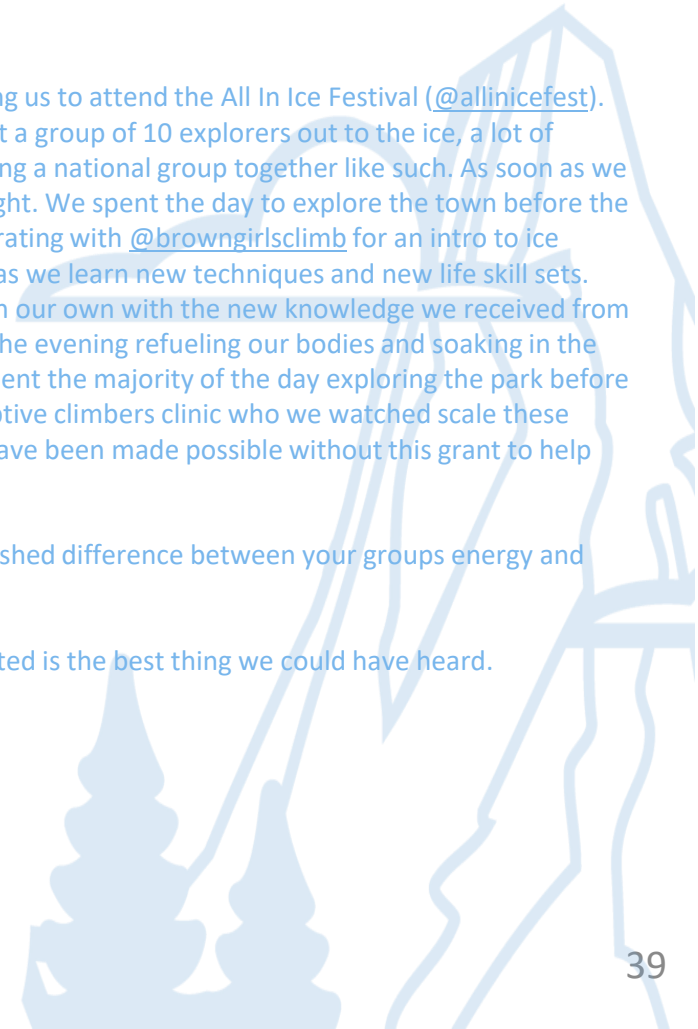 ng us to attend the All In Ice Festival (@allinicefest).
t a group of 10 explorers out to the ice, a lot of
ing a national group together like such. As soon as we
ght. We spent the day to explore the town before the
rating with @browngirlsclimb for an intro to ice
as we learn new techniques and new life skill sets.
n our own with the new knowledge we received from
he evening refueling our bodies and soaking in the
ent the majority of the day exploring the park before
ptive climbers clinic who we watched scale these
ave been made possible without this grant to help
shed difference between your groups energy and
ted is the best thing we could have heard.
39